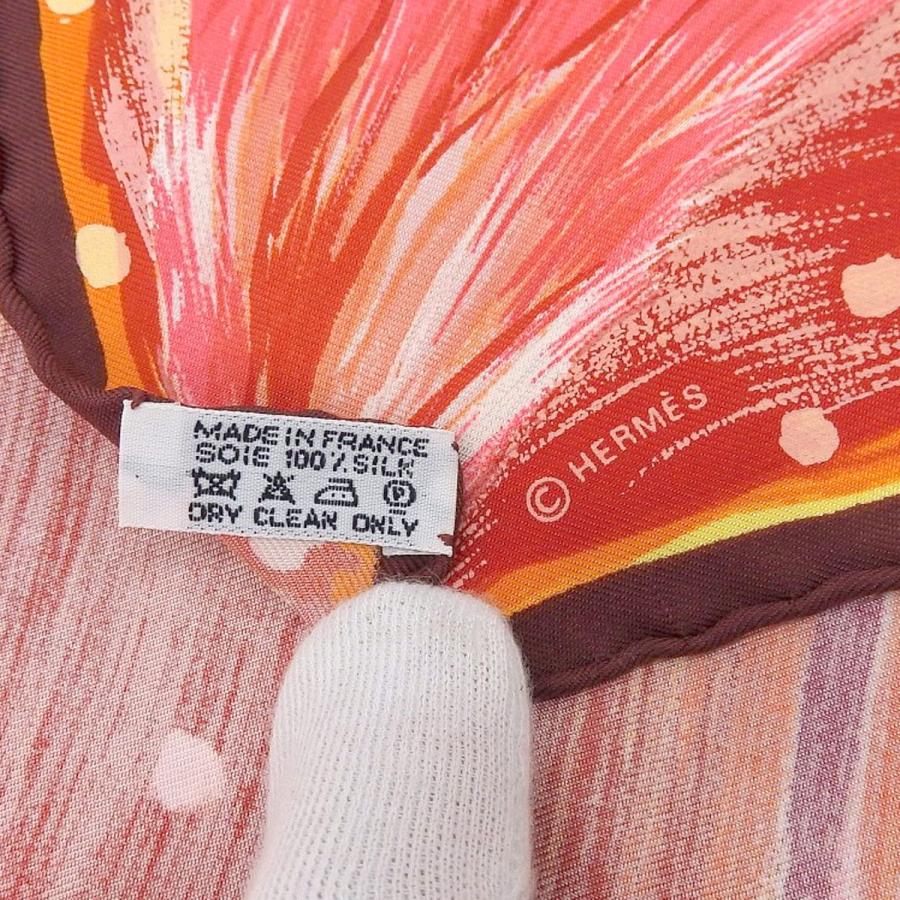 MADE IN FRANCE
SOIE 100% SILK
P
DRY CLEAN ONLY
© HERMÈS